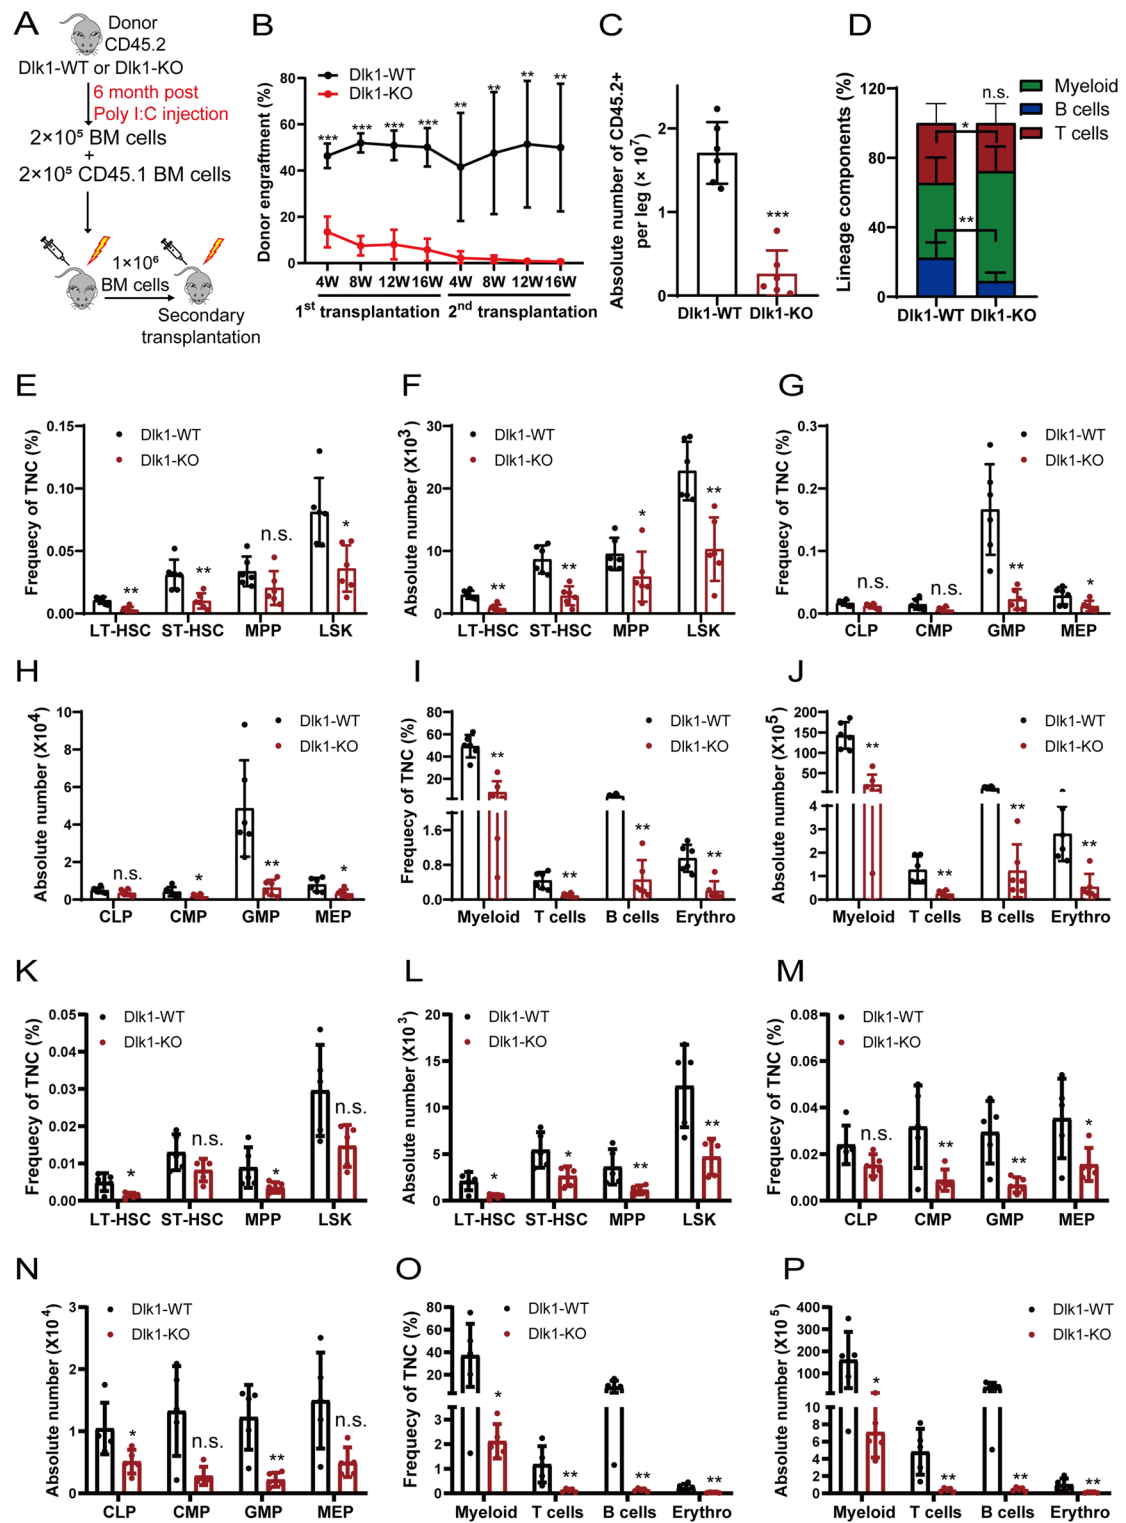 A
Donor
CD45.2
Dlk1-WT or Dlk1-KO
6 month post
Poly I:C injection
2×10⁵ BM cells
+
2×10⁵ CD45.1 BM cells
1×10⁶
BM cells
Secondary
transplantation
B
Donor engraftment (%)
80
60
40
20
0
Dlk1-WT
Dlk1-KO
*** *** *** *** ** ** ** **
4W 8W 12W 16W 4W 8W 12W 16W
1st transplantation 2nd transplantation
C
Absolute number of CD45.2+
per leg (× 10⁷)
2
1
0
***
Dlk1-WT Dlk1-KO
D
Lineage components (%)
120
80
40
0
n.s.
*
**
Myeloid
B cells
T cells
Dlk1-WT Dlk1-KO
E
Frequecy of TNC (%)
0.15
0.10
0.05
0.00
Dlk1-WT
Dlk1-KO
** ** n.s. *
LT-HSC ST-HSC MPP LSK
F
Absolute number (X10³)
30
20
10
0
Dlk1-WT
Dlk1-KO
** ** * **
LT-HSC ST-HSC MPP LSK
G
Frequecy of TNC (%)
0.3
0.2
0.1
0.0
Dlk1-WT
Dlk1-KO
n.s. n.s. ** *
CLP CMP GMP MEP
H
Absolute number (X10⁴)
10
8
6
4
2
0
Dlk1-WT
Dlk1-KO
n.s. * ** *
CLP CMP GMP MEP
I
Frequecy of TNC (%)
80
60
40
20
1.6
0.8
0.0
Dlk1-WT
Dlk1-KO
** ** ** **
Myeloid T cells B cells Erythro
J
Absolute number (X10⁵)
200
150
100
50
4
3
2
1
0
Dlk1-WT
Dlk1-KO
** ** ** **
Myeloid T cells B cells Erythro
K
Frequecy of TNC (%)
0.05
0.04
0.03
0.02
0.01
0.00
Dlk1-WT
Dlk1-KO
* n.s. * n.s.
LT-HSC ST-HSC MPP LSK
L
Absolute number (X10³)
20
15
10
5
0
Dlk1-WT
Dlk1-KO
* * ** **
LT-HSC ST-HSC MPP LSK
M
Frequecy of TNC (%)
0.08
0.06
0.04
0.02
0.00
Dlk1-WT
Dlk1-KO
n.s. ** ** *
CLP CMP GMP MEP
N
Absolute number (X10⁴)
3
2
1
0
Dlk1-WT
Dlk1-KO
* n.s. ** n.s.
CLP CMP GMP MEP
O
Frequecy of TNC (%)
80
60
40
20
3
2
1
0
Dlk1-WT
Dlk1-KO
* ** ** **
Myeloid T cells B cells Erythro
P
Absolute number (X10⁵)
400
300
200
100
10
8
6
4
2
0
Dlk1-WT
Dlk1-KO
* ** ** **
Myeloid T cells B cells Erythro